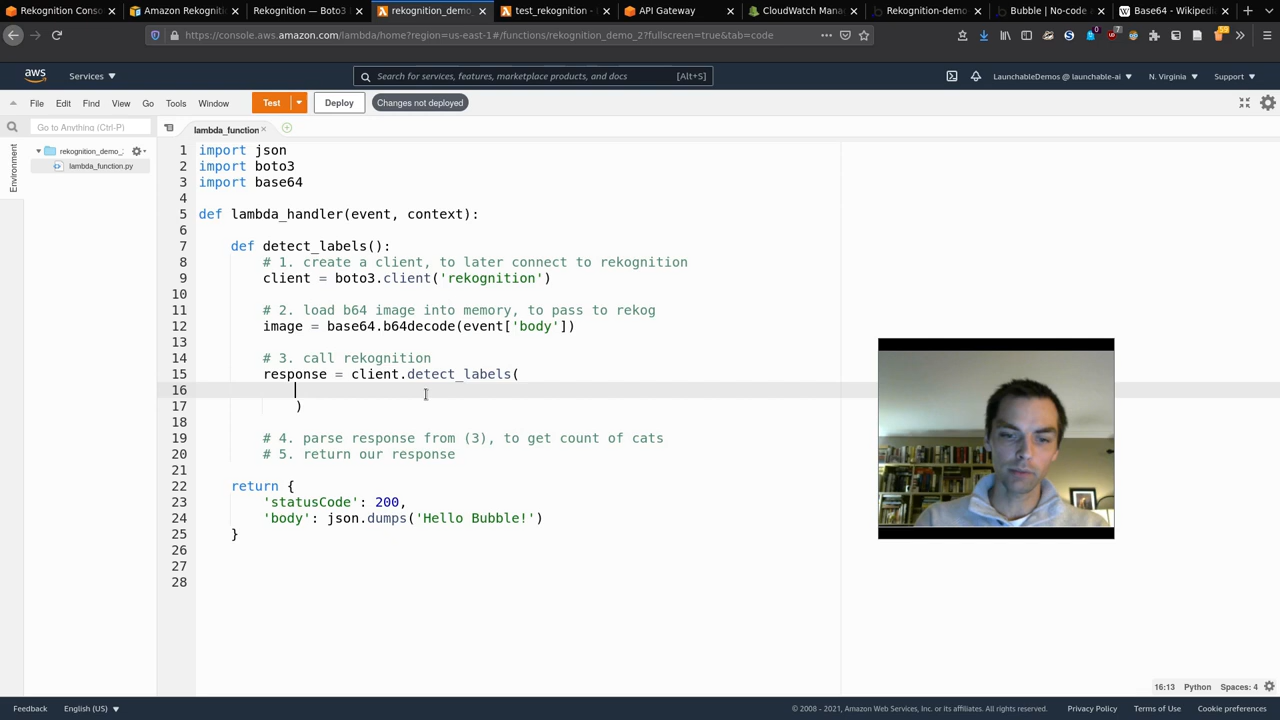 Rekognition Conso
Amazon Rekogniti
Rekognition — Boto3
rekognition_demo_
test_rekognition -
API Gateway
CloudWatch Man
Rekognition-demo
Bubble | No-code
Base64 - Wikiped
https://console.aws.amazon.com/lambda/home?region=us-east-1#/functions/rekognition_demo_2?fullscreen=true&tab=code
aws Services Search for services, features, marketplace products, and docs [Alt+S] LaunchableDemos @ launchable-ai N. Virginia Support
File Edit Find View Go Tools Window Test Deploy Changes not deployed
Go to Anything (Ctrl-P) lambda_function
Environment
rekognition_demo_
lambda_function.py
1 import json
2 import boto3
3 import base64
4
5 def lambda_handler(event, context):
6
7 def detect_labels():
8 # 1. create a client, to later connect to rekognition
9 client = boto3.client('rekognition')
10
11 # 2. load b64 image into memory, to pass to rekog
12 image = base64.b64decode(event['body'])
13
14 # 3. call rekognition
15 response = client.detect_labels(
16
17 )
18
19 # 4. parse response from (3), to get count of cats
20 # 5. return our response
21
22 return {
23 'statusCode': 200,
24 'body': json.dumps('Hello Bubble!')
25 }
26
27
28
16:13 Python Spaces: 4
Feedback English (US) © 2008 - 2021, Amazon Web Services, Inc. or its affiliates. All rights reserved. Privacy Policy Terms of Use Cookie preferences